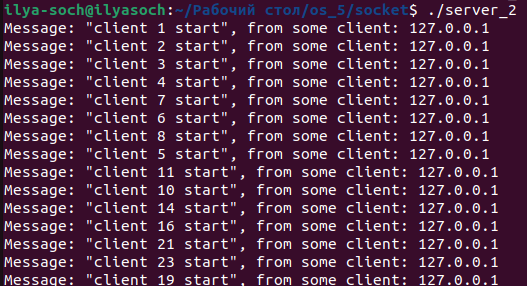 ilya-soch@ilyasoch:~/Рабочий стол/os_5/socket$ ./server_2
Message: "client 1 start", from some client: 127.0.0.1
Message: "client 2 start", from some client: 127.0.0.1
Message: "client 3 start", from some client: 127.0.0.1
Message: "client 4 start", from some client: 127.0.0.1
Message: "client 7 start", from some client: 127.0.0.1
Message: "client 6 start", from some client: 127.0.0.1
Message: "client 8 start", from some client: 127.0.0.1
Message: "client 5 start", from some client: 127.0.0.1
Message: "client 11 start", from some client: 127.0.0.1
Message: "client 10 start", from some client: 127.0.0.1
Message: "client 14 start", from some client: 127.0.0.1
Message: "client 16 start", from some client: 127.0.0.1
Message: "client 21 start", from some client: 127.0.0.1
Message: "client 23 start", from some client: 127.0.0.1
Message: "client 19 start", from some client: 127.0.0.1